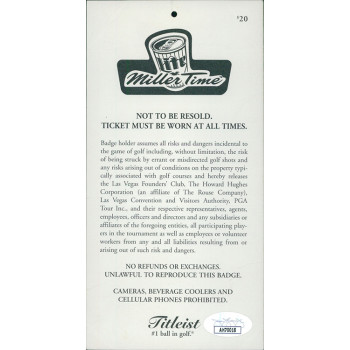 $20
Lite
Miller Time
NOT TO BE RESOLD.
TICKET MUST BE WORN AT ALL TIMES.
Badge holder assumes all risks and dangers incidental to
the game of golf including, without limitation, the risk
of being struck by errant or misdirected golf shots and
any risks arising out of the conditions on the property typi-
cally associated with golf courses and hereby releases
the Las Vegas Founders' Club, The Howard Hughes
Corporation (an affiliate of The Rouse Company),
Las Vegas Convention and Visitors Authority, PGA
Tour Inc., and their respective representatives, agents,
employees, officers and directors and any subsidiaries or
affiliates of the foregoing entities, all participating play-
ers in the tournament as well as employees or volunteer
workers from any and all liabilities resulting from or
arising out of such risk and dangers.
NO REFUNDS OR EXCHANGES.
UNLAWFUL TO REPRODUCE THIS BADGE.
CAMERAS, BEVERAGE COOLERS AND
CELLULAR PHONES PROHIBITED.
Titleist
#1 ball in golf.
JSA
AH70018